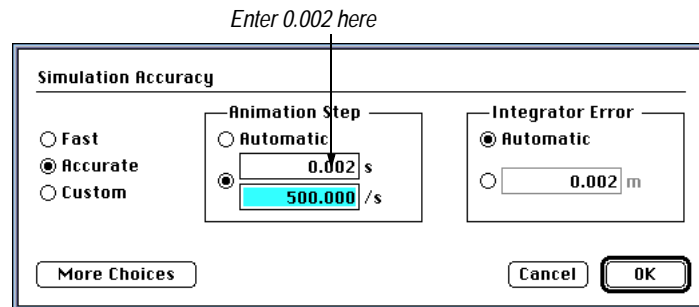 Enter 0.002 here
Simulation Accuracy
Fast
Accurate
Custom
Animation Step
Automatic
0.002 s
500.000 /s
Integrator Error
Automatic
0.002 m
More Choices
Cancel
OK